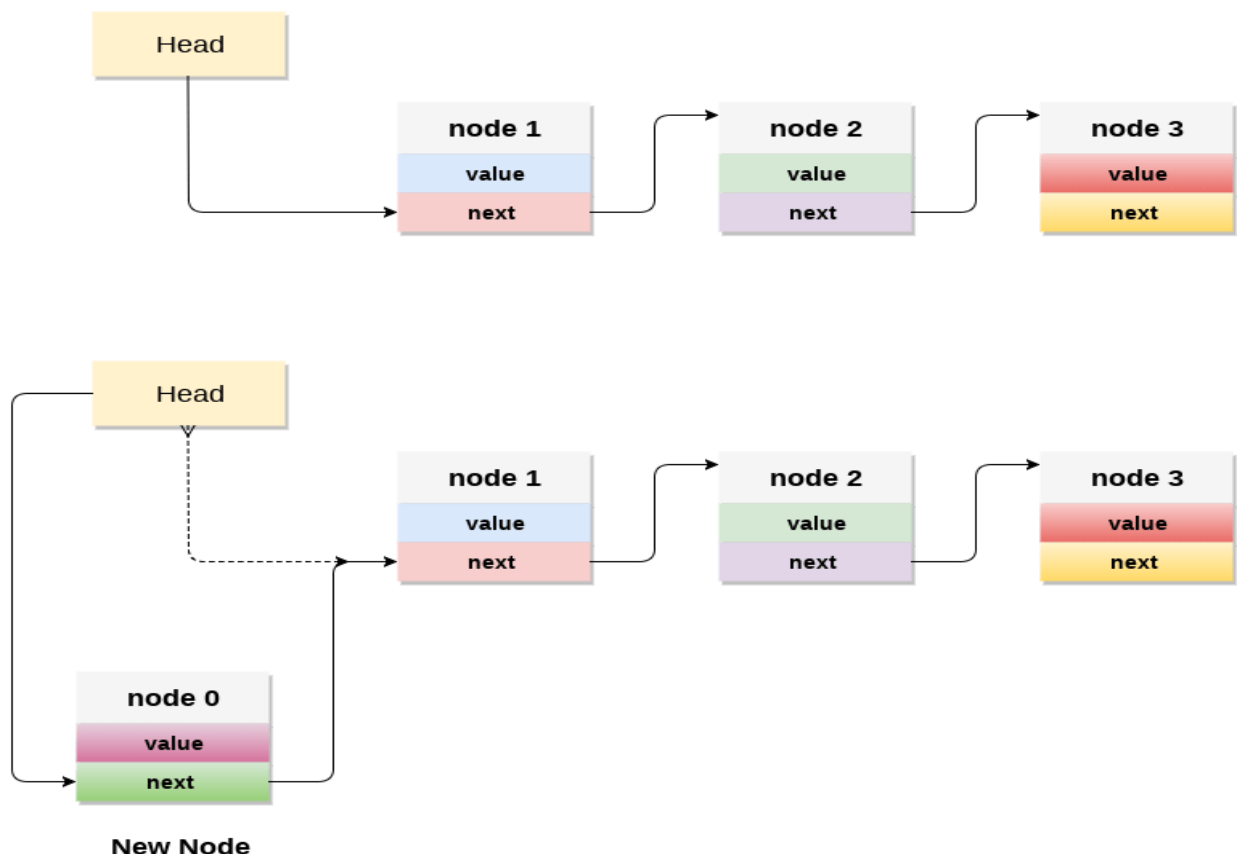 Head
node 1
value
next
node 2
value
next
node 3
value
next
Head
node 1
value
next
node 2
value
next
node 3
value
next
node 0
value
next
New Node